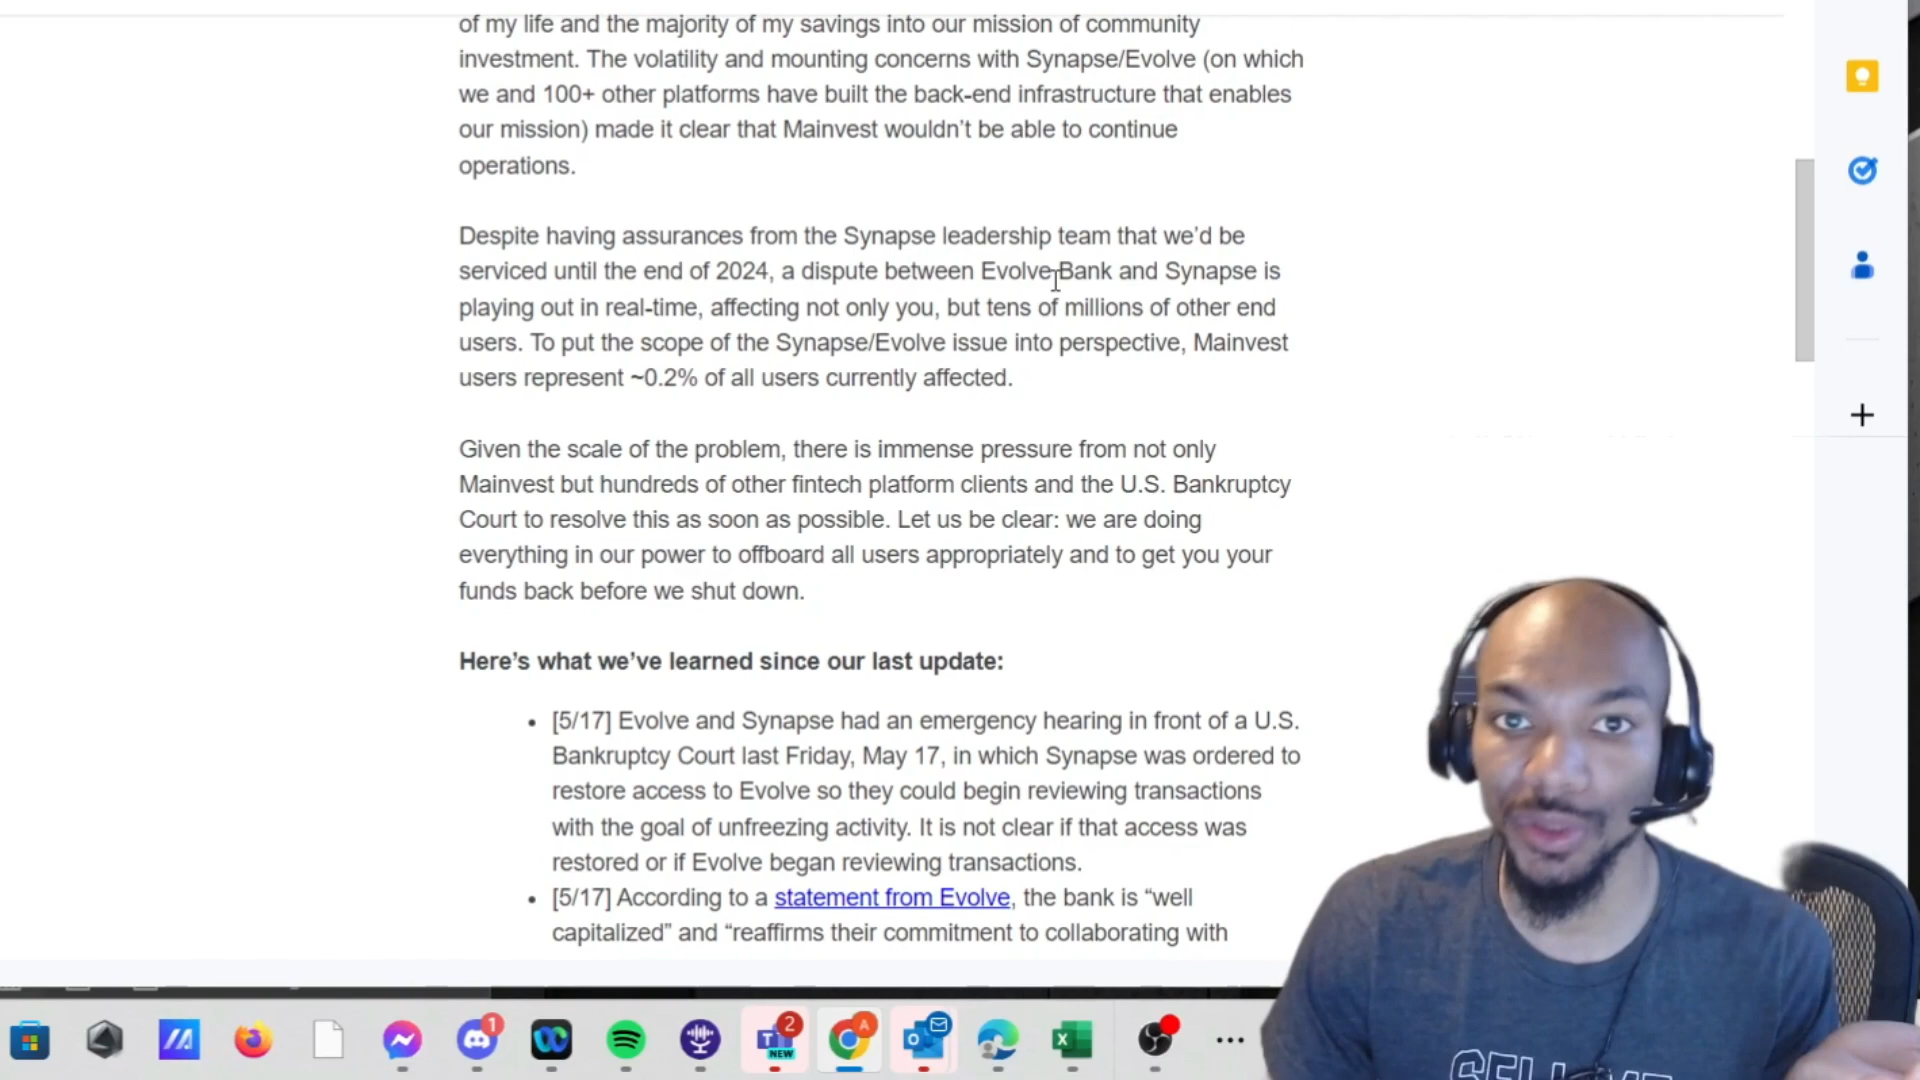 of my life and the majority of my savings into our mission of community
investment. The volatility and mounting concerns with Synapse/Evolve (on which
we and 100+ other platforms have built the back-end infrastructure that enables
our mission) made it clear that Mainvest wouldn't be able to continue
operations.
Despite having assurances from the Synapse leadership team that we'd be
serviced until the end of 2024, a dispute between Evolve Bank and Synapse is
playing out in real-time, affecting not only you, but tens of millions of other end
users. To put the scope of the Synapse/Evolve issue into perspective, Mainvest
users represent ~0.2% of all users currently affected.
Given the scale of the problem, there is immense pressure from not only
Mainvest but hundreds of other fintech platform clients and the U.S. Bankruptcy
Court to resolve this as soon as possible. Let us be clear: we are doing
everything in our power to offboard all users appropriately and to get you your
funds back before we shut down.
Here's what we've learned since our last update:
• [5/17] Evolve and Synapse had an emergency hearing in front of a U.S.
Bankruptcy Court last Friday, May 17, in which Synapse was ordered to
restore access to Evolve so they could begin reviewing transactions
with the goal of unfreezing activity. It is not clear if that access was
restored or if Evolve began reviewing transactions.
• [5/17] According to a statement from Evolve, the bank is “well
capitalized” and “reaffirms their commitment to collaborating with
1
2
NEW
A